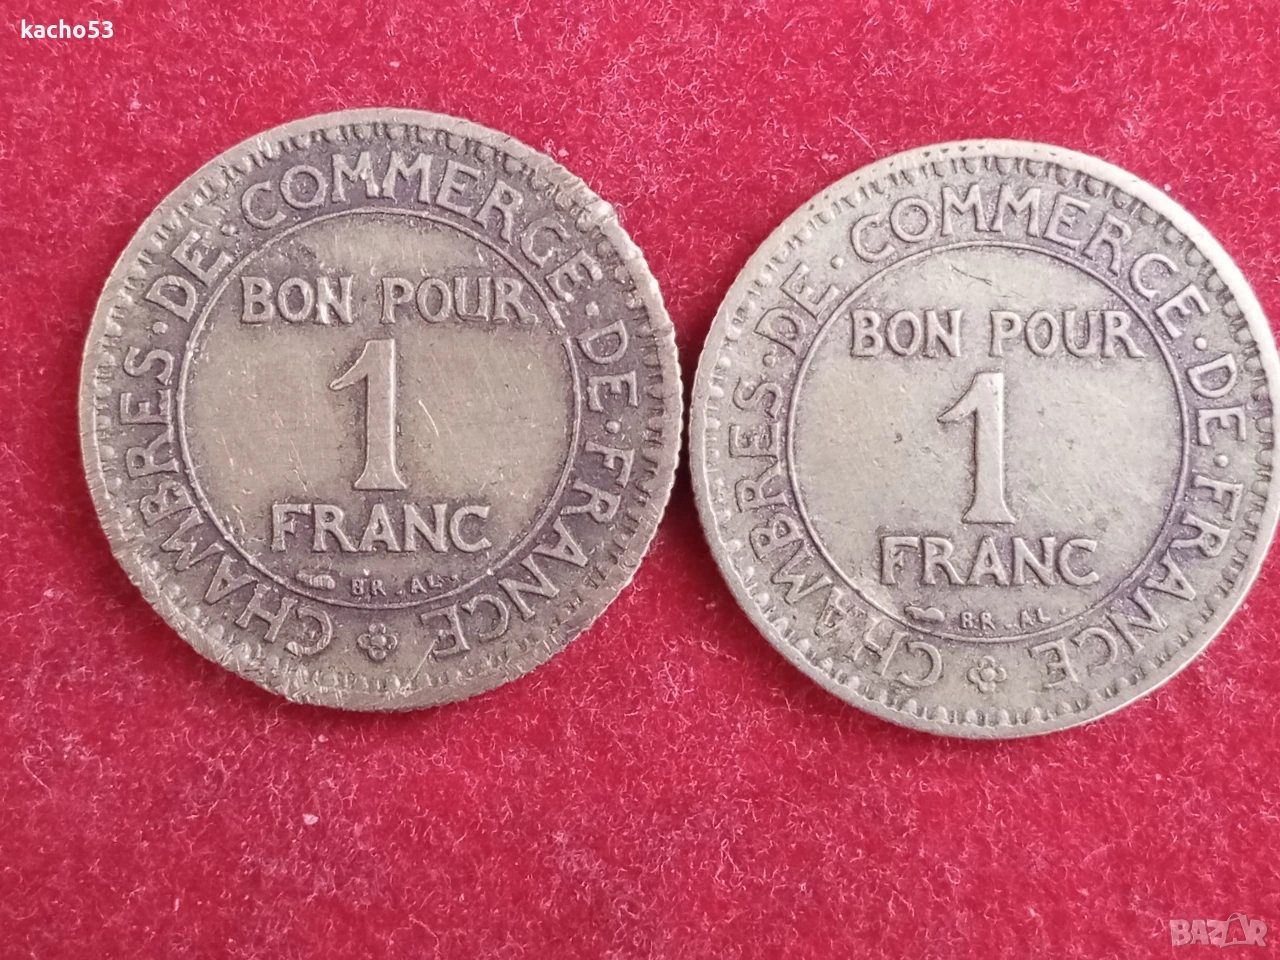 kacho53
CHAMBRES · DE · COMMERCE · DE · FRANCE
BON POUR
1
FRANC
BR. AL.
CHAMBRES · DE · COMMERCE · DE · FRANCE
BON POUR
1
FRANC
BR. AL.
BAZAR